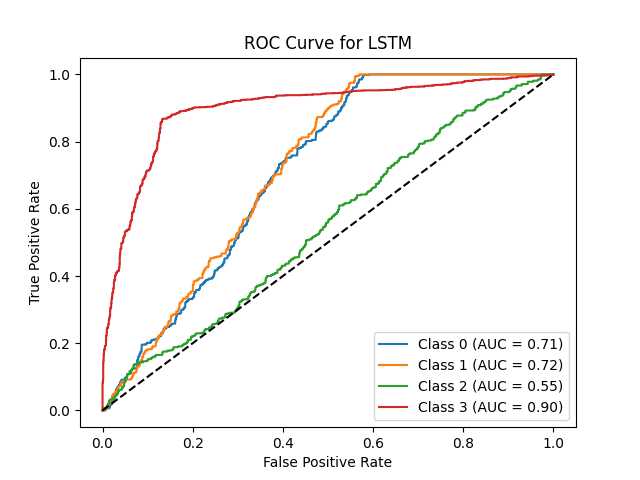 ROC Curve for LSTM
True Positive Rate
1.0
0.8
0.6
0.4
0.2
0.0
Class 0 (AUC = 0.71)
Class 1 (AUC = 0.72)
Class 2 (AUC = 0.55)
Class 3 (AUC = 0.90)
0.0 0.2 0.4 0.6 0.8 1.0
False Positive Rate